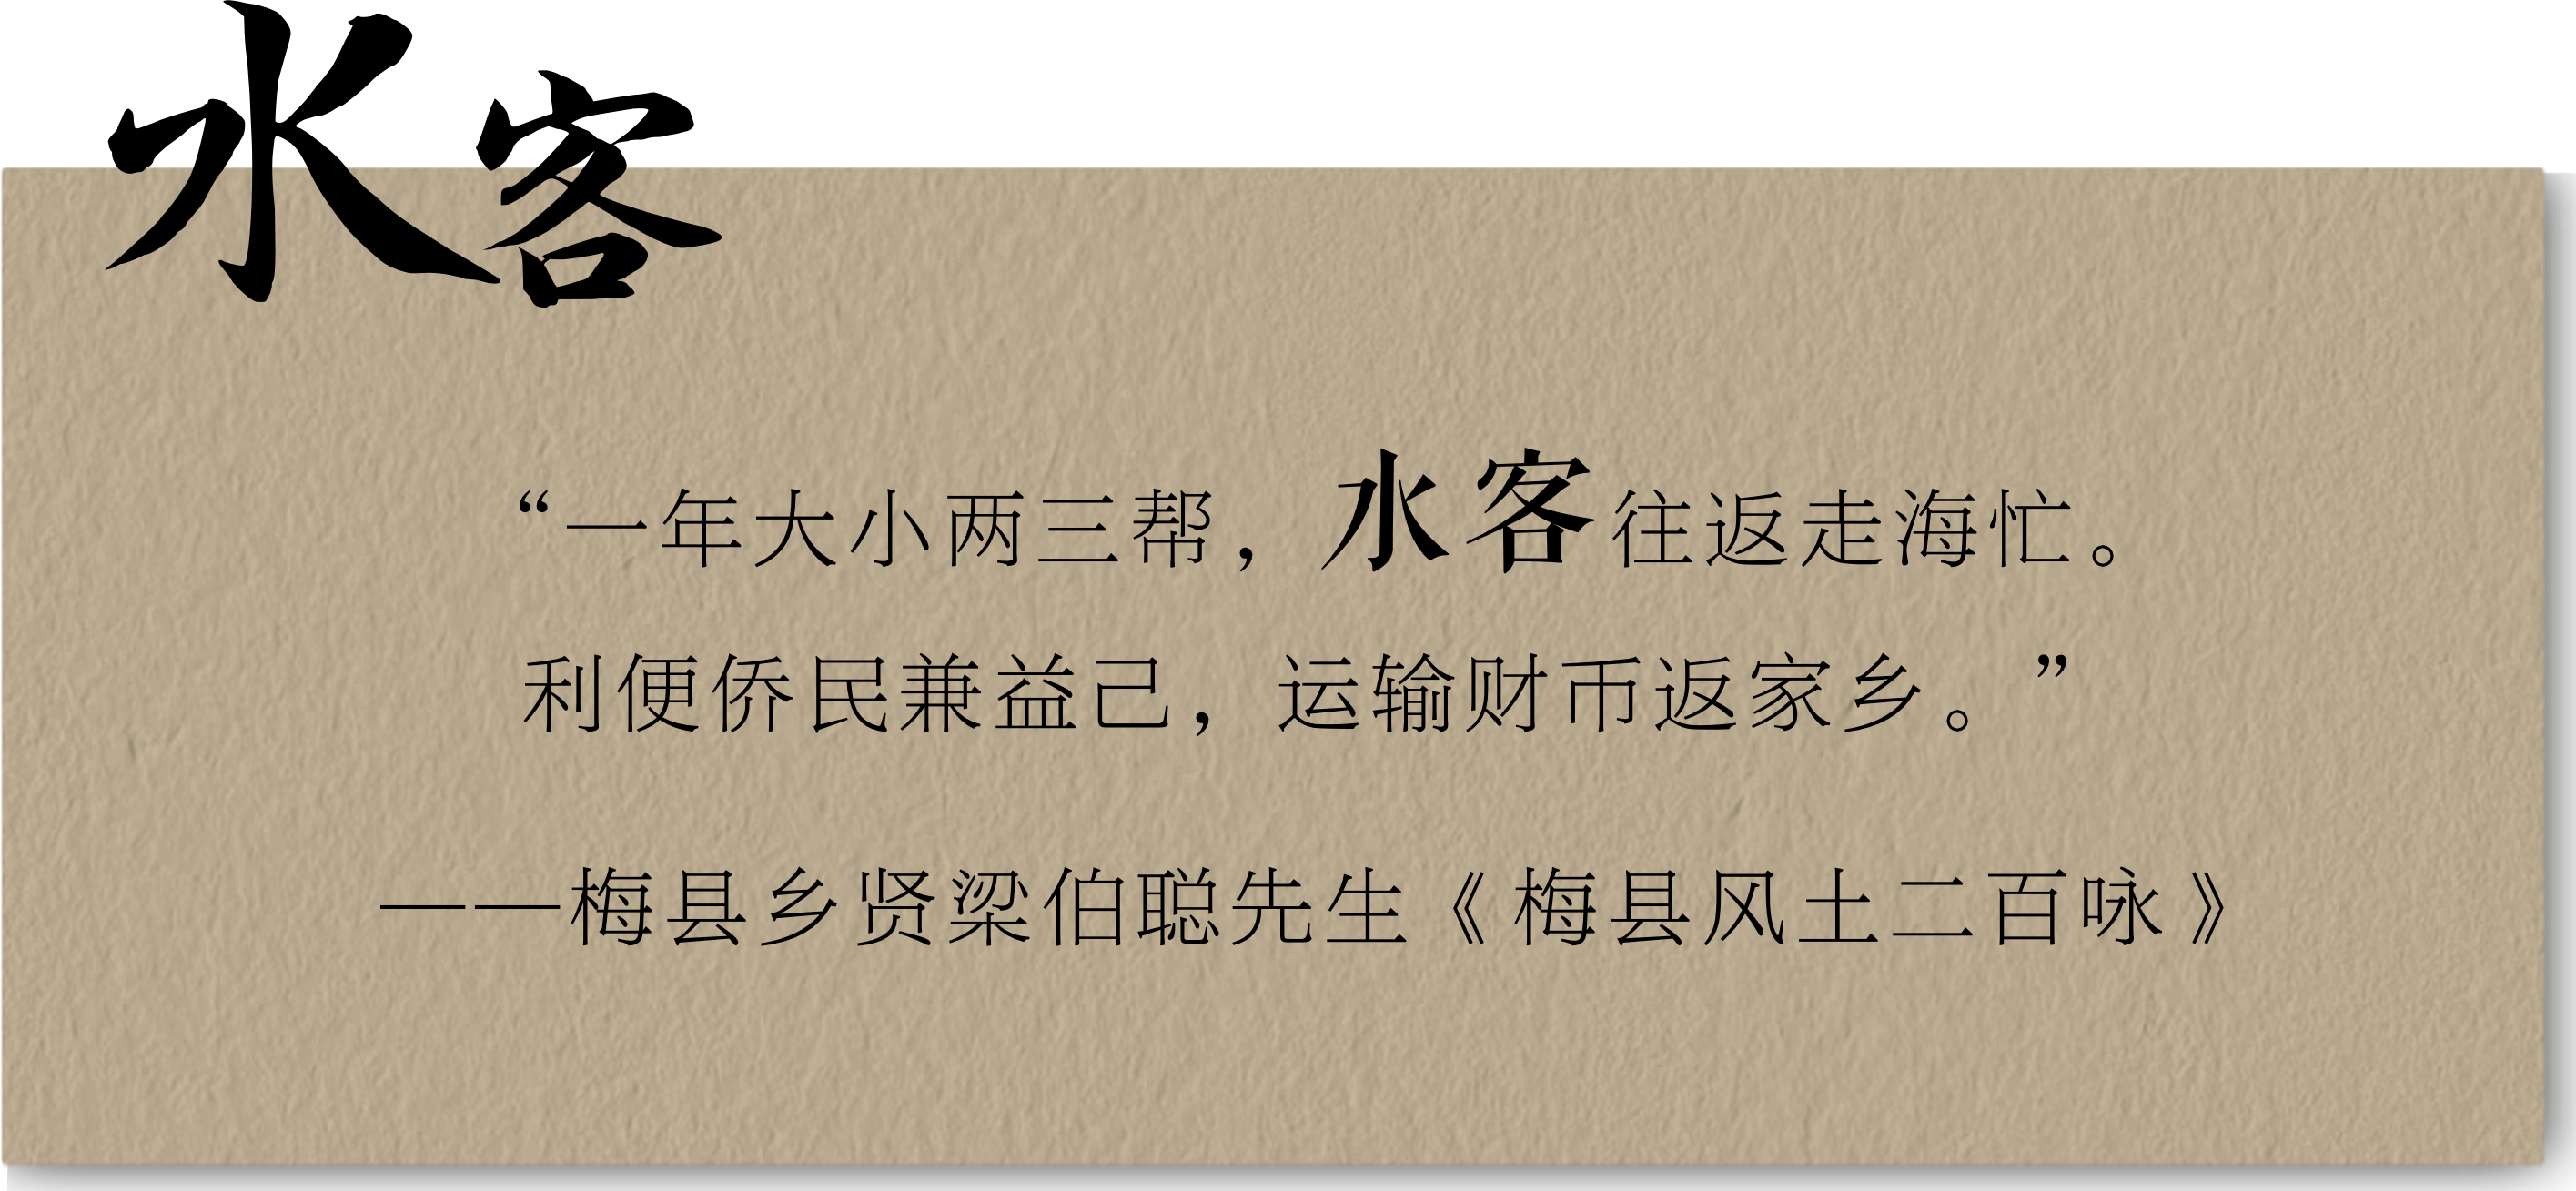 水客
“一年大小两三帮，水客往返走海忙。
利便侨民兼益己，运输财币返家乡。”
——梅县乡贤梁伯聪先生《梅县风土二百咏》